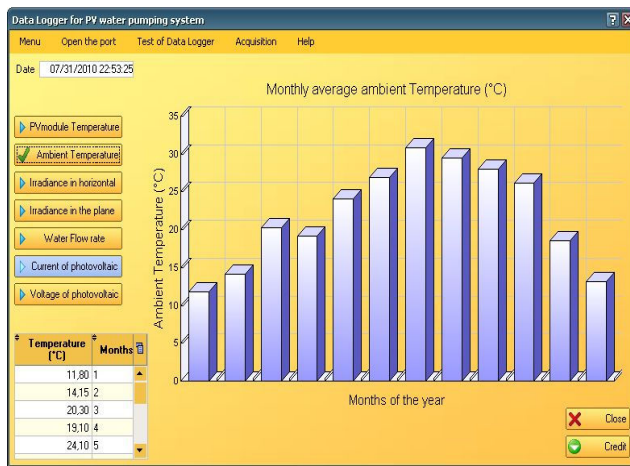 Data Logger for PV water pumping system
Menu Open the port Test of Data Logger Acquisition Help
Date 07/31/2010 22:53:25
Monthly average ambient Temperature (°C)
PVmodule Temperature
Ambient Temperature
Irradiance in horizontal
Irradiance in the plane
Water Flow rate
Current of photovoltaic
Voltage of photovoltaic
Ambient Temperature (°C)
35
30
25
20
15
10
5
0
Months of the year
Temperature (°C) Months
11,80 1
14,15 2
20,30 3
19,10 4
24,10 5
Close
Credit